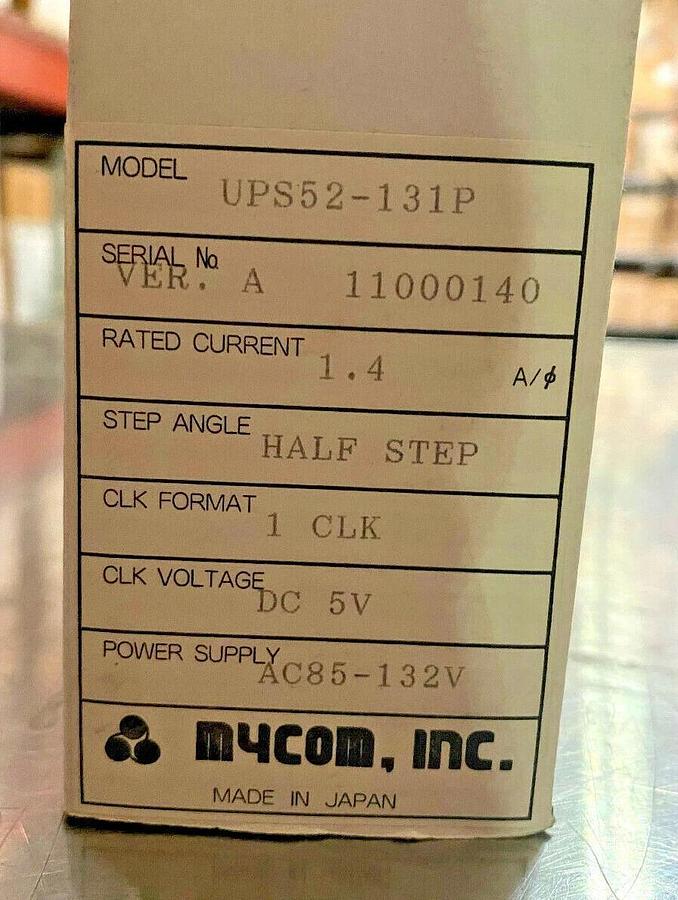 MODEL UPS52-131P
SERIAL No.
VER. A 11000140
RATED CURRENT 1.4 A/ϕ
STEP ANGLE HALF STEP
CLK FORMAT 1 CLK
CLK VOLTAGE DC 5V
POWER SUPPLY AC85-132V
mycom, INC.
MADE IN JAPAN